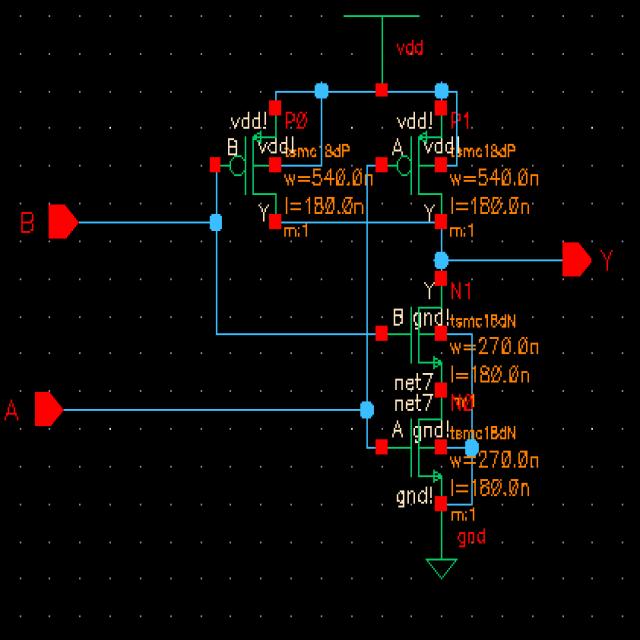 vdd
vdd! P0
B vdd! tsmc18dP
w=540.0n
l=180.0n
Y m:1
vdd! P1
A vdd! tsmc18dP
w=540.0n
l=180.0n
Y m:1
B
Y
Y N1
B gnd! tsmc18dN
w=270.0n
l=180.0n
net7
net7 N0
A
A gnd! tsmc18dN
w=270.0n
l=180.0n
gnd! m:1
gnd